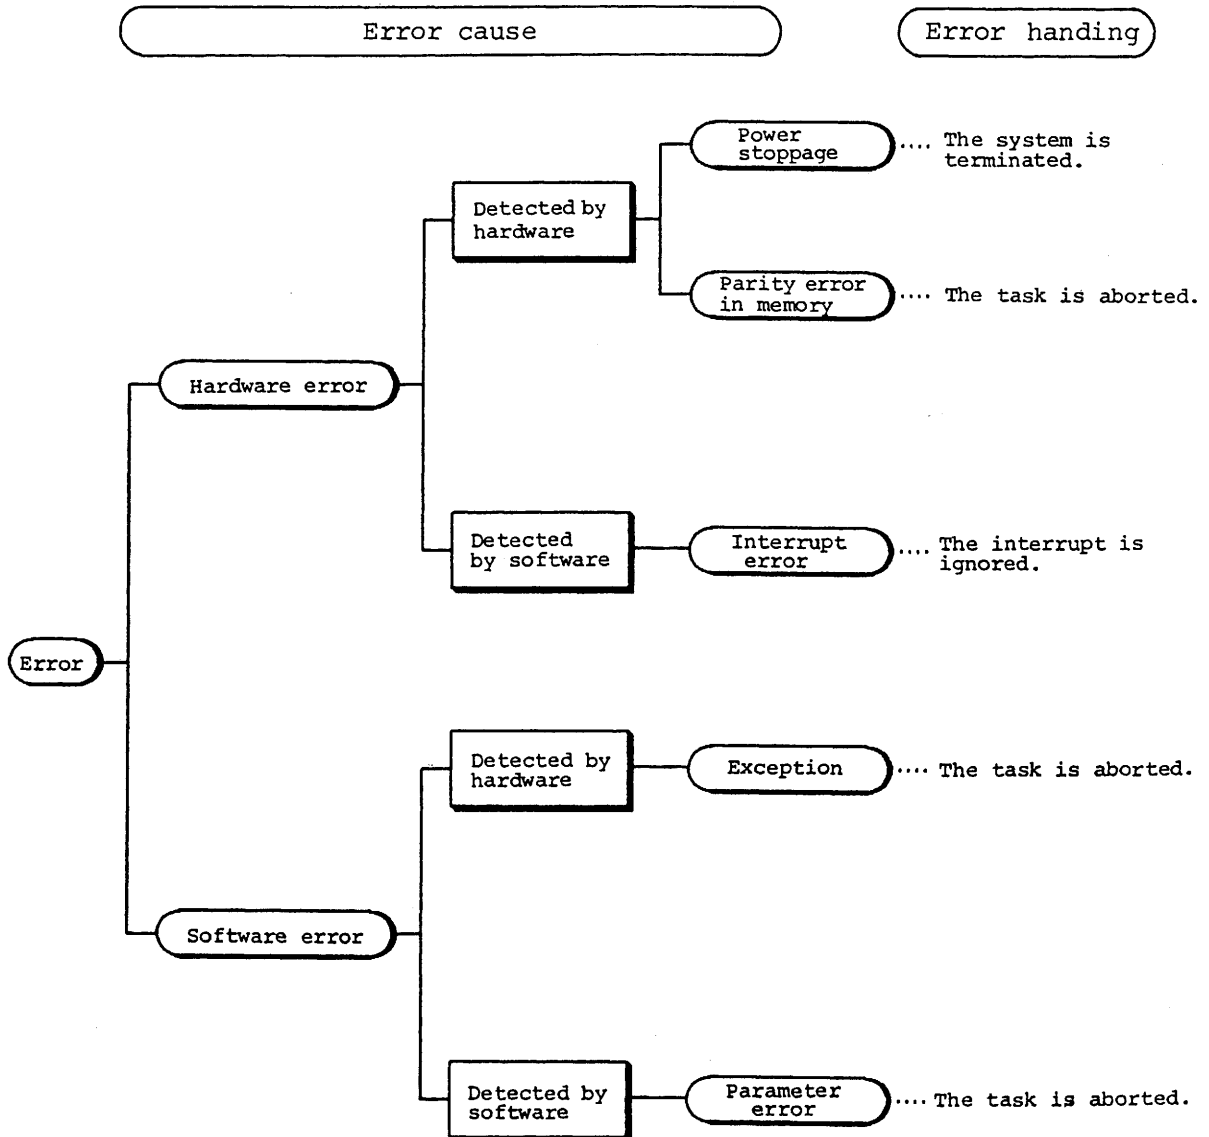 Error cause
Error handing
Power
stoppage
.... The system is
terminated.
Detected by
hardware
Parity error
in memory
.... The task is aborted.
Hardware error
Detected
by software
Interrupt
error
.... The interrupt is
ignored.
Error
Detected by
hardware
Exception
.... The task is aborted.
Software error
Detected by
software
Parameter
error
.... The task is aborted.